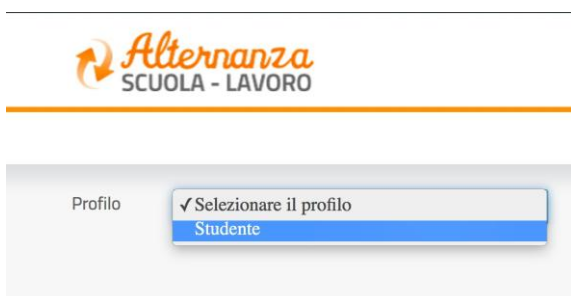 Alternanza
SCUOLA - LAVORO
Profilo
✓ Selezionare il profilo
Studente